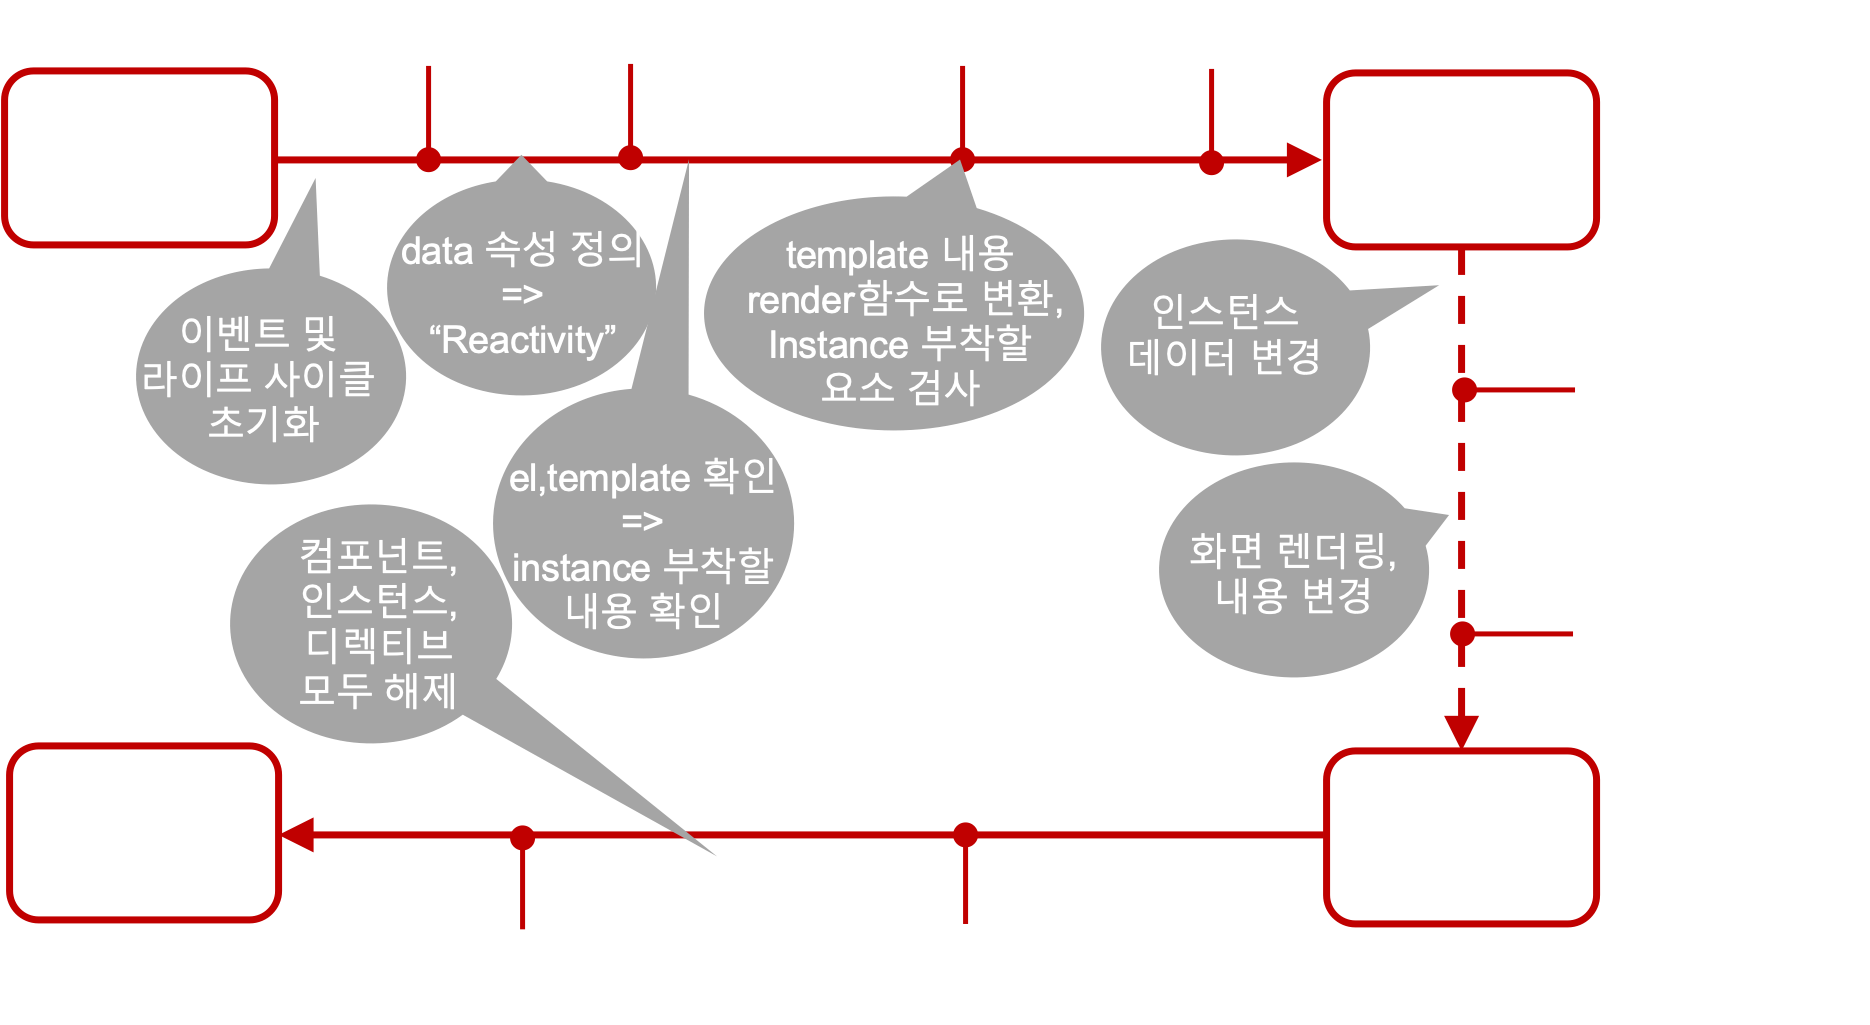 이벤트 및
라이프 사이클
초기화
data 속성 정의
=>
“Reactivity”
el,template 확인
=>
instance 부착할
내용 확인
template 내용
render함수로 변환,
Instance 부착할
요소 검사
인스턴스
데이터 변경
화면 렌더링,
내용 변경
컴포넌트,
인스턴스,
디렉티브
모두 해제